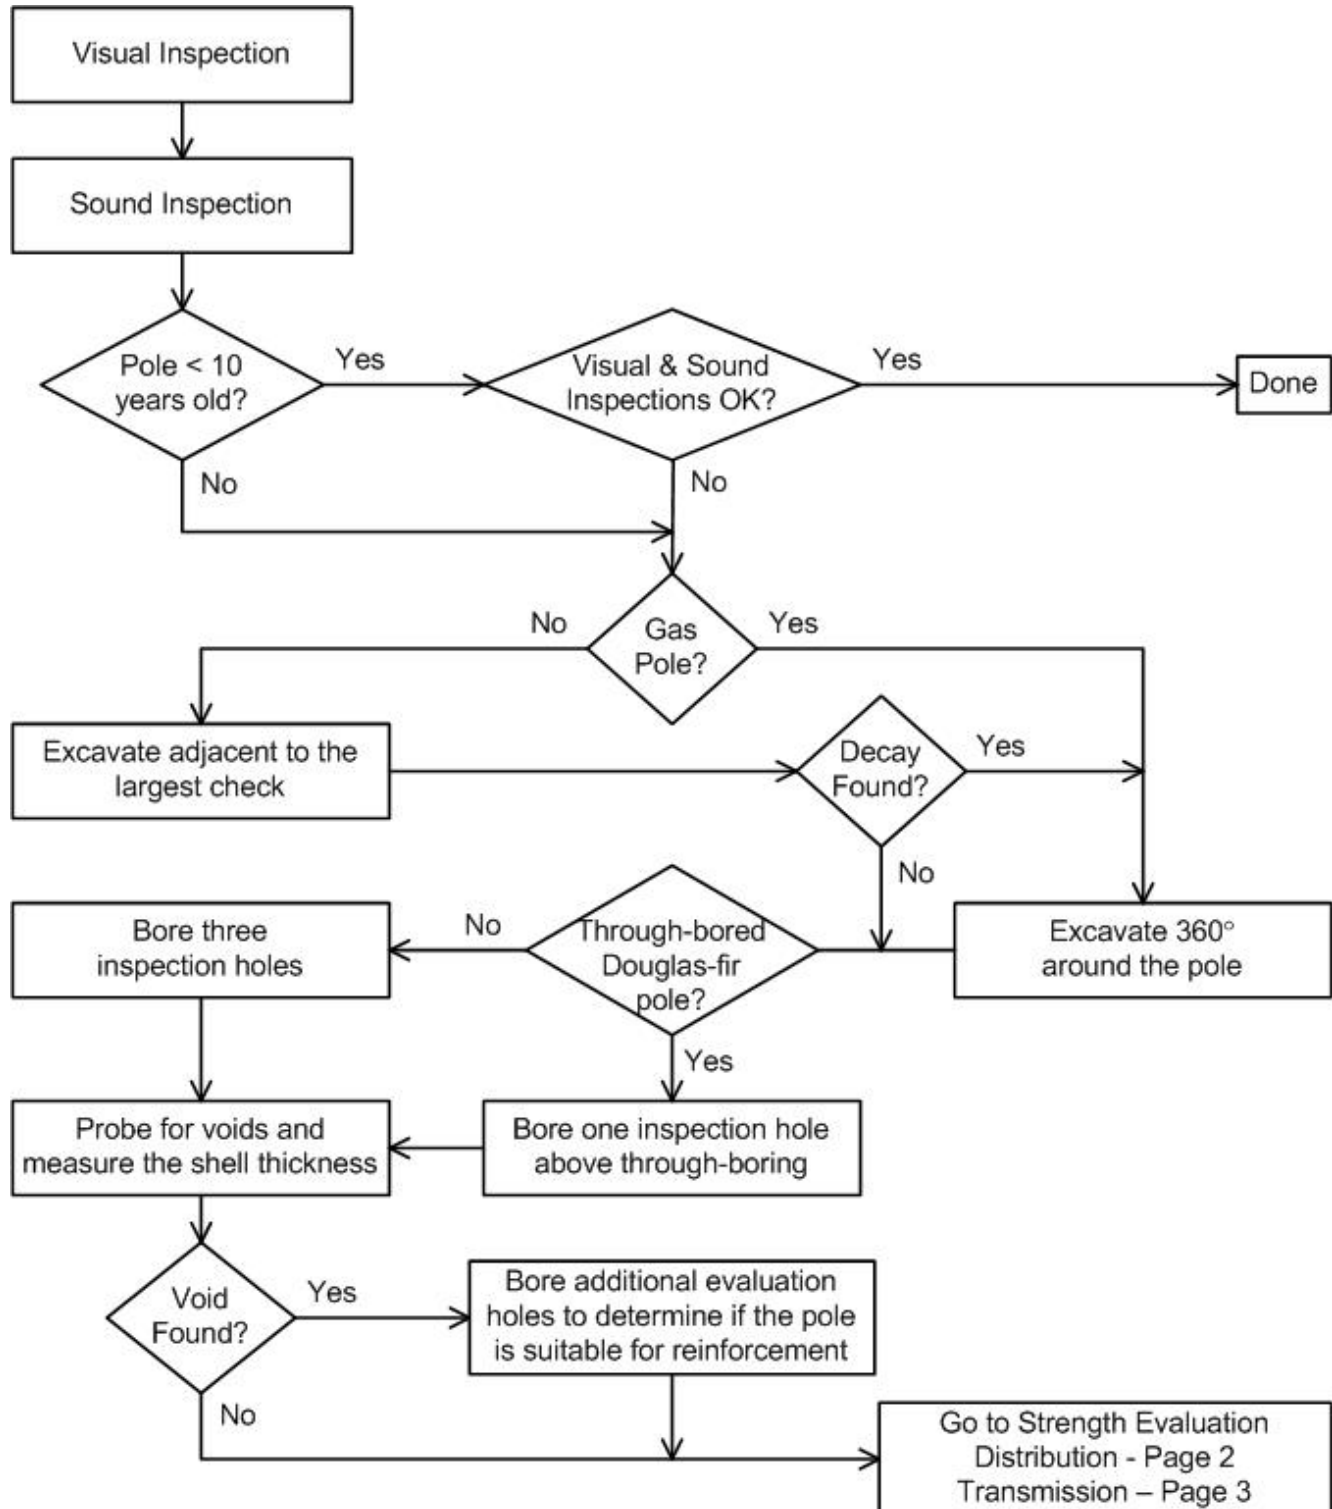 Visual Inspection
Sound Inspection
Pole < 10
years old?
Yes
Visual & Sound
Inspections OK?
Yes
Done
No
No
No
Gas
Pole?
Yes
Excavate adjacent to the
largest check
Decay
Found?
Yes
No
Bore three
inspection holes
No
Through-bored
Douglas-fir
pole?
Excavate 360°
around the pole
Yes
Probe for voids and
measure the shell thickness
Bore one inspection hole
above through-boring
Void
Found?
Yes
Bore additional evaluation
holes to determine if the pole
is suitable for reinforcement
No
Go to Strength Evaluation
Distribution - Page 2
Transmission – Page 3